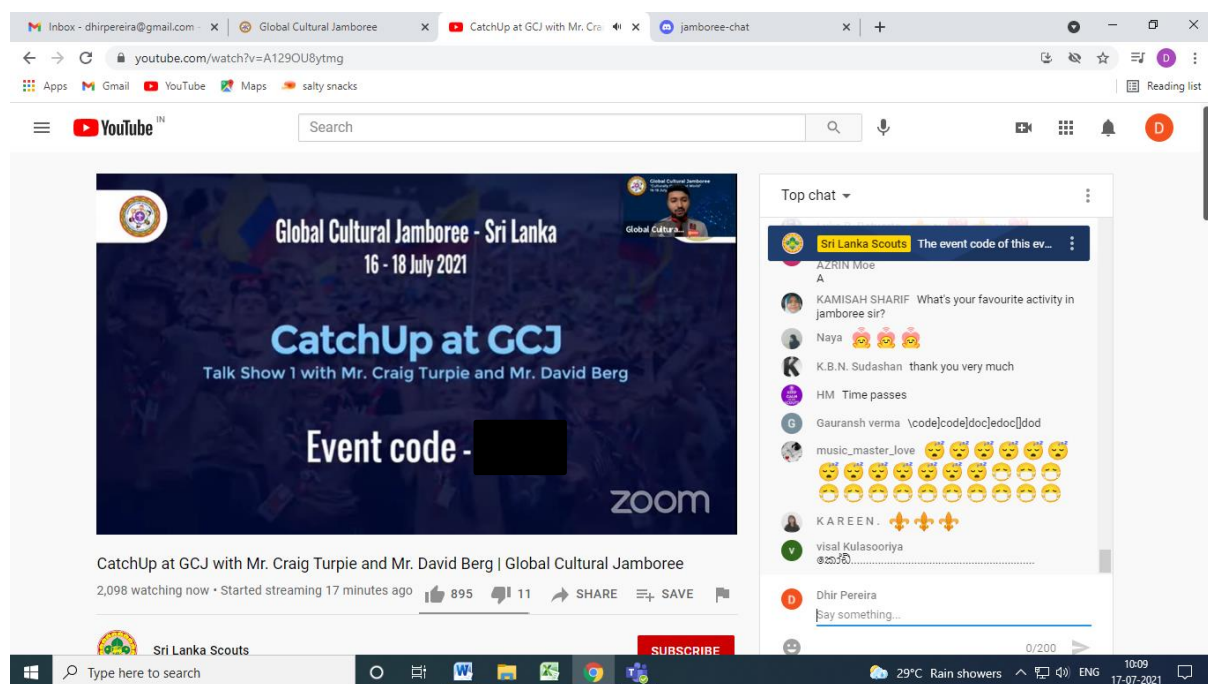 Inbox - dhirpereira@gmail.com -
Global Cultural Jamboree
CatchUp at GCJ with Mr. Cra
jamboree-chat
youtube.com/watch?v=A129OU8ytmg
Apps Gmail YouTube Maps salty snacks Reading list
YouTube IN
Search
D
Global Cultural Jamboree - Sri Lanka
16 - 18 July 2021
CatchUp at GCJ
Talk Show 1 with Mr. Craig Turpie and Mr. David Berg
Event code -
zoom
Global Cultura...
CatchUp at GCJ with Mr. Craig Turpie and Mr. David Berg | Global Cultural Jamboree
2,098 watching now • Started streaming 17 minutes ago 895 11 SHARE SAVE
Sri Lanka Scouts
SUBSCRIBE
Top chat
Sri Lanka Scouts The event code of this ev...
AZRIN Moe
A
KAMISAH SHARIF What's your favourite activity in
jamboree sir?
Naya
K.B.N. Sudashan thank you very much
HM Time passes
G Gauransh verma \code]code]doc]edoc[]dod
music_master_love
K A R E E N .
v visal Kulasooriya
කෝඩ්............................................................
D Dhir Pereira
Say something...
0/200
Type here to search
29°C Rain showers ENG 10:09
17-07-2021